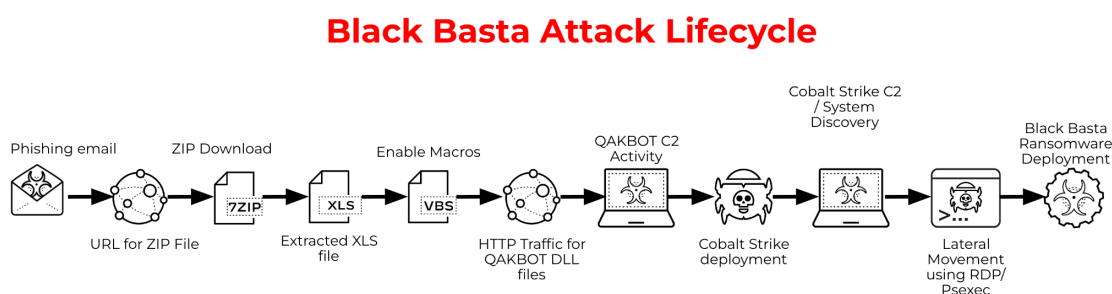 Black Basta Attack Lifecycle
Phishing email
URL for ZIP File
ZIP Download
7ZIP
XLS
Extracted XLS
file
Enable Macros
VBS
HTTP Traffic for
QAKBOT DLL
files
QAKBOT C2
Activity
Cobalt Strike
deployment
Cobalt Strike C2
/ System
Discovery
>...
Lateral
Movement
using RDP/
Psexec
Black Basta
Ransomware
Deployment